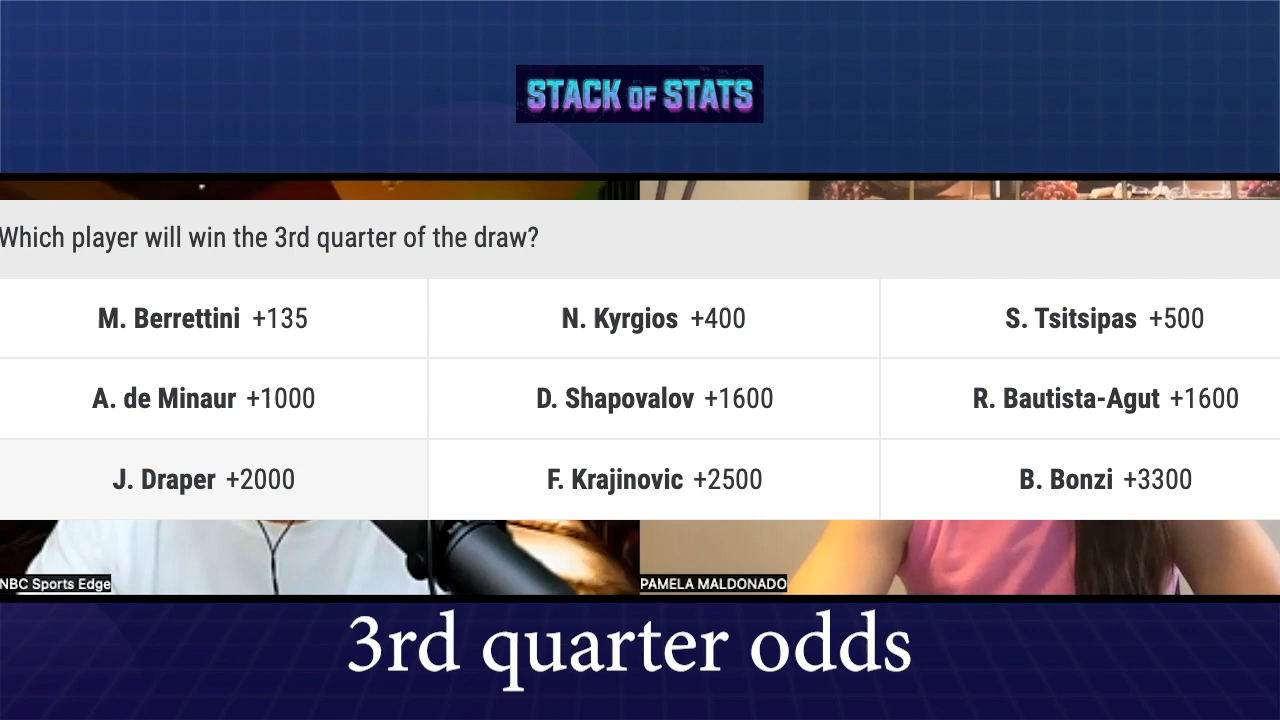 STACK OF STATS
Which player will win the 3rd quarter of the draw?
M. Berrettini +135 N. Kyrgios +400 S. Tsitsipas +500
A. de Minaur +1000 D. Shapovalov +1600 R. Bautista-Agut +1600
J. Draper +2000 F. Krajinovic +2500 B. Bonzi +3300
NBC Sports Edge PAMELA MALDONADO
3rd quarter odds